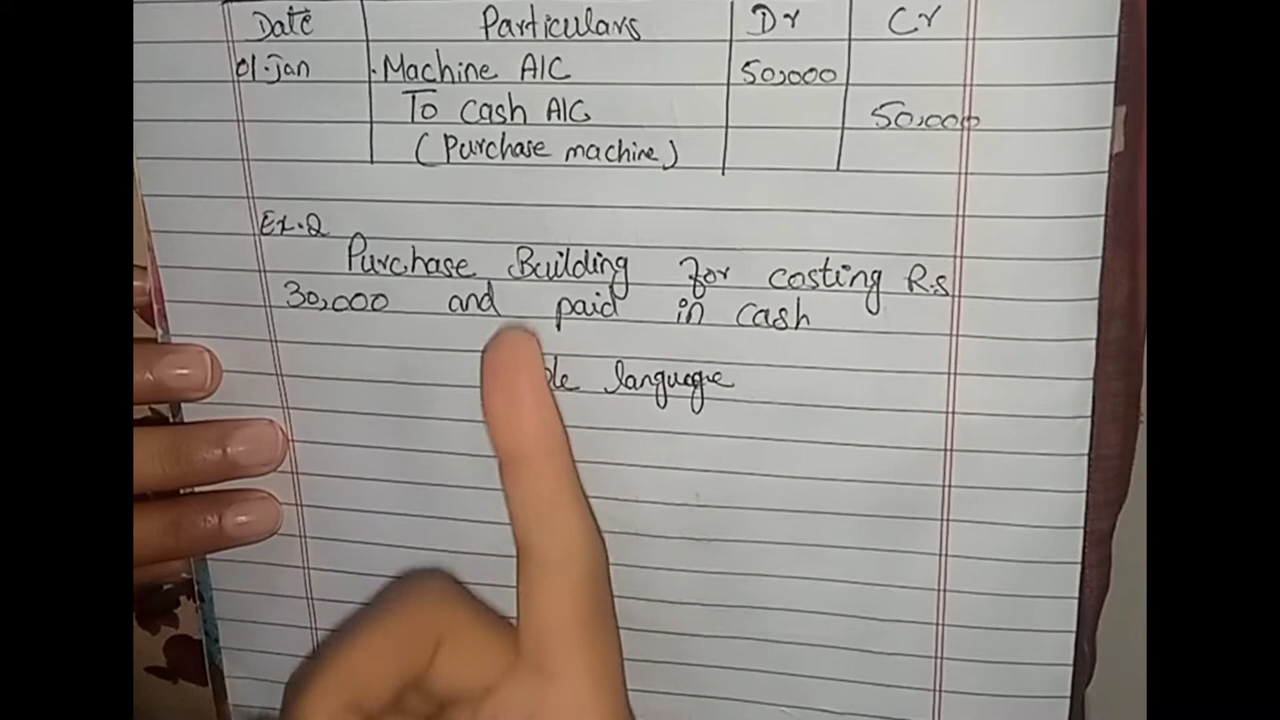 Date Particulars Dr Cr
01.Jan Machine A/C 50,000
To Cash A/C 50,000
(Purchase machine)
Ex.2
Purchase Building for costing R.s
30,000 and paid in cash
language